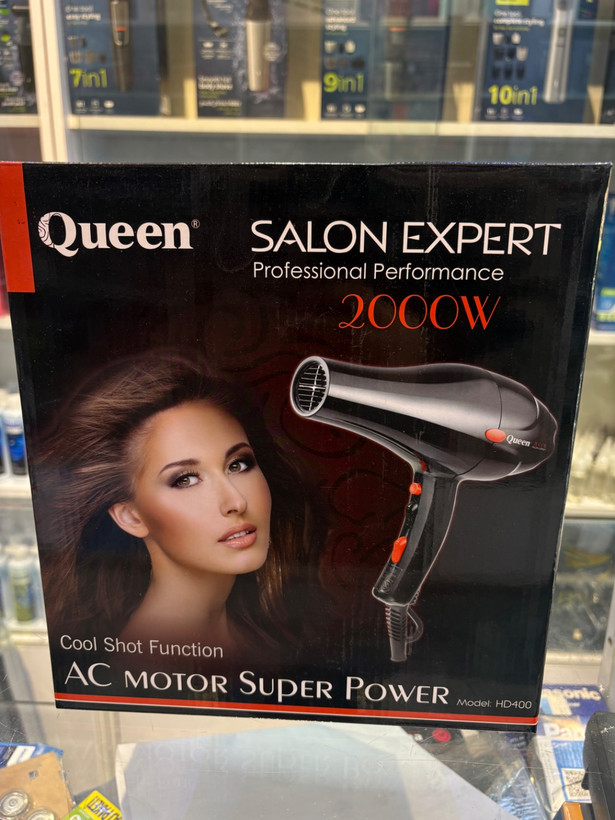 7in1
9in1
10in1
Queen®
SALON EXPERT
Professional Performance
2000W
Queen
Cool Shot Function
AC MOTOR SUPER POWER
Model: HD400